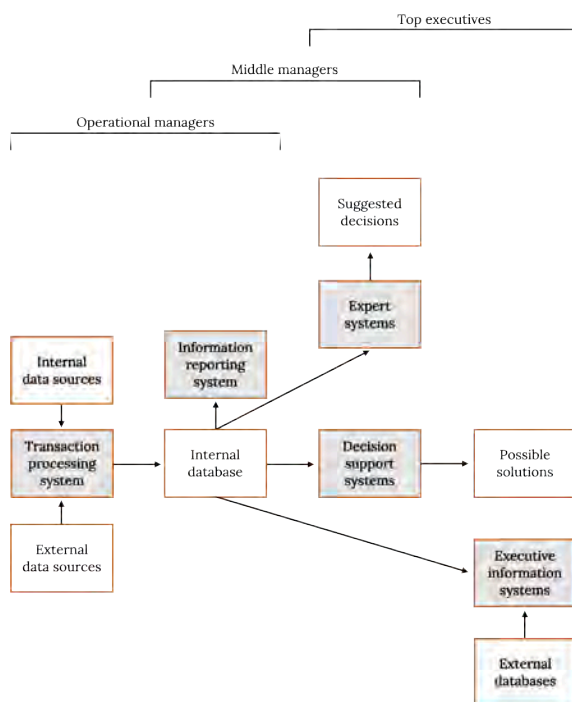 Top executives
Middle managers
Operational managers
Suggested
decisions
Expert
systems
Internal
data sources
Information
reporting
system
Transaction
processing
system
Internal
database
Decision
support
systems
Possible
solutions
External
data sources
Executive
information
systems
External
databases